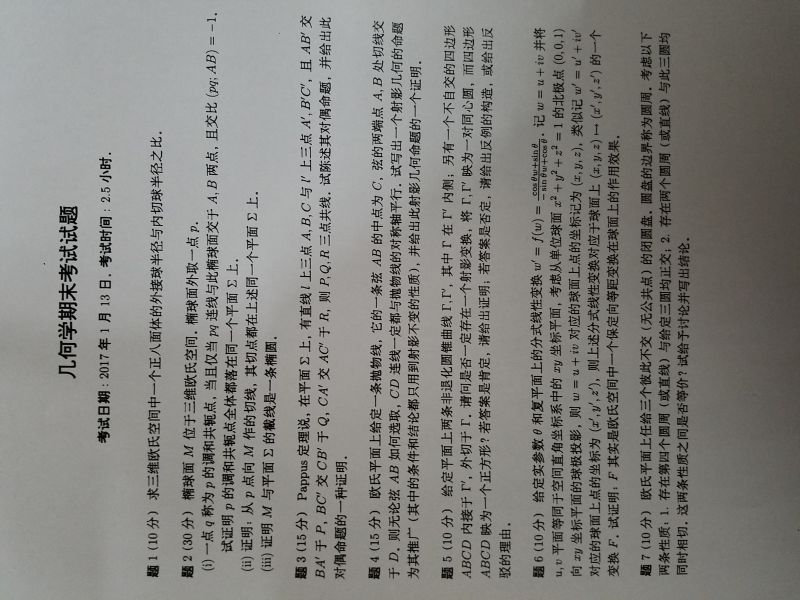 几何学期末考试试题
考试日期：2017 年 1 月 13 日. 考试时间：2.5 小时.
题 1 (10 分) 求三维欧氏空间中一个正八面体的外接球半径与内切球半径之比.
题 2 (30 分) 椭球面 M 位于三维欧氏空间. 椭球面外取一点 p.
(i) 一点 q 称为 p 的调和共轭点, 当且仅当 pq 连线与此椭球面交于 A, B 两点, 且交比 (pq; AB) = −1.
试证明 p 的调和共轭点全体都落在同一个平面 Σ 上.
(ii) 证明: 从 p 点向 M 作的切线, 其切点都在上述同一个平面 Σ 上.
(iii) 证明 M 与平面 Σ 的截线是一条椭圆.
题 3 (15 分) Pappus 定理说, 在平面 Σ 上, 有直线 l 上三点 A, B, C 与 l′ 上三点 A′, B′C′, 且 AB′ 交
BA′ 于 P, BC′ 交 CB′ 于 Q, CA′ 交 AC′ 于 R, 则 P, Q, R 三点共线. 试陈述其对偶命题, 并给出此
对偶命题的一种证明.
题 4 (15 分) 欧氏平面上给定一条抛物线, 它的一条弦 AB 的中点为 C, 弦的两端点 A, B 处切线交
于 D. 则无论弦 AB 如何选取, CD 连线一定都与抛物线的对称轴平行. 试写出一个射影几何的命题
为其推广 (其中的条件和结论都只用到射影不变的性质), 并给出此射影几何命题的一个证明.
题 5 (10 分) 给定平面上两条非退化圆锥曲线 Γ, Γ′, 其中 Γ 在 Γ′ 内侧; 另有一个不自交的四边形
ABCD 内接于 Γ′, 外切于 Γ. 请问是否一定存在一个射影变换, 将 Γ, Γ′ 映为一对同心圆, 而四边形
ABCD 映为一个正方形? 若答案是肯定, 请给出证明; 若答案是否定, 请给出反例的构造, 或给出反
驳的理由.
题 6 (10 分) 给定实参数 θ 和复平面上的分式线性变换 w′ = f(w) = (cos θw+sin θ)/(− sin θw+cos θ). 记 w = u + iv 并将
u, v 平面等同于空间直角坐标系中的 xy 坐标平面, 考虑从单位球面 x² + y² + z² = 1 的北极点 (0, 0, 1)
向 xy 坐标平面的球极投影, 则 w = u + iv 对应的球面上点的坐标记为 (x, y, z), 类似记 w′ = u′ + iv′
对应的球面上点的坐标为 (x′, y′, z′), 则上述分式线性变换对应于球面上 (x, y, z) ↦ (x′, y′, z′) 的一个
变换 F. 试证明: F 其实是欧氏空间中一个保定向等距变换在球面上的作用效果.
题 7 (10 分) 欧氏平面上任给三个彼此不交 (无公共点) 的闭圆盘. 圆盘的边界称为圆周. 考虑以下
两条性质: 1. 存在第四个圆周 (或直线) 与给定三圆均正交; 2. 存在两个圆周 (或直线) 与此三圆均
同时相切. 这两条性质之间是否等价? 试给予讨论并写出结论.